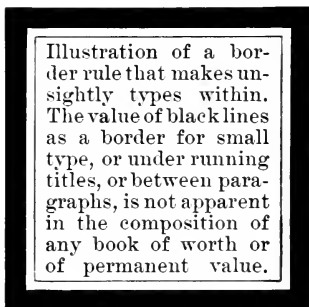 Illustration of a bor-
der rule that makes un-
sightly types within.
The value of black lines
as a border for small
type, or under running
titles, or between para-
graphs, is not apparent
in the composition of
any book of worth or
of permanent value.